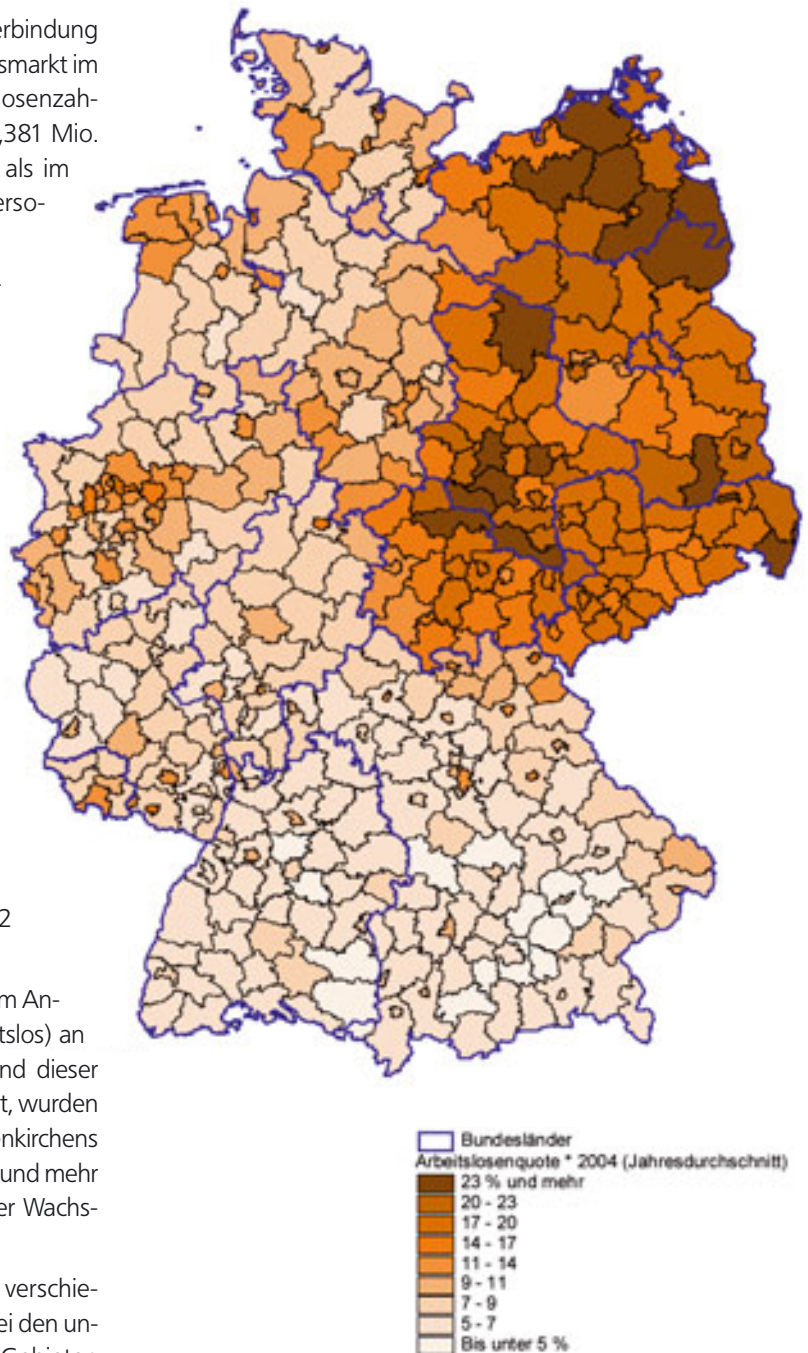 erbindung
smarkt im
osenzah-
,381 Mio.
als im
erso-
2
m An-
tslos) an
nd dieser
t, wurden
enkirchens
und mehr
er Wachs-
verschie-
ei den un-
Bundesländer
Arbeitslosenquote * 2004 (Jahresdurchschnitt)
23 % und mehr
20 - 23
17 - 20
14 - 17
11 - 14
9 - 11
7 - 9
5 - 7
Bis unter 5 %